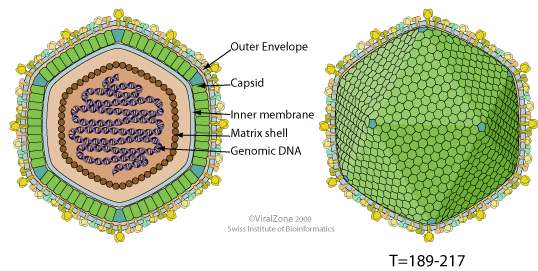 Outer Envelope
Capsid
Inner membrane
Matrix shell
Genomic DNA
©ViralZone 2008
Swiss Institute of Bioinformatics
T=189-217